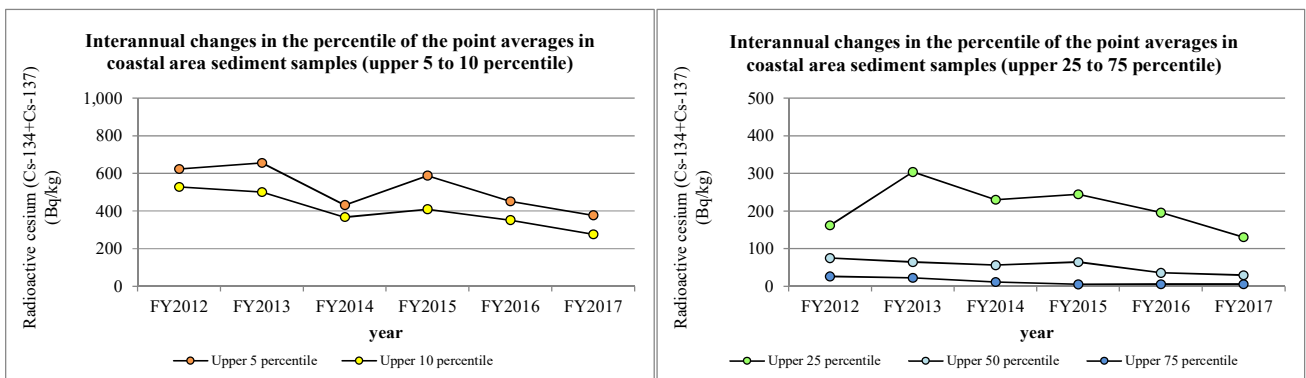 Interannual changes in the percentile of the point averages in
coastal area sediment samples (upper 5 to 10 percentile)
Radioactive cesium (Cs-134+Cs-137)
(Bq/kg)
1,000
800
600
400
200
0
FY2012 FY2013 FY2014 FY2015 FY2016 FY2017
year
Upper 5 percentile Upper 10 percentile
Interannual changes in the percentile of the point averages in
coastal area sediment samples (upper 25 to 75 percentile)
Radioactive cesium (Cs-134+Cs-137)
(Bq/kg)
500
400
300
200
100
0
FY2012 FY2013 FY2014 FY2015 FY2016 FY2017
year
Upper 25 percentile Upper 50 percentile Upper 75 percentile